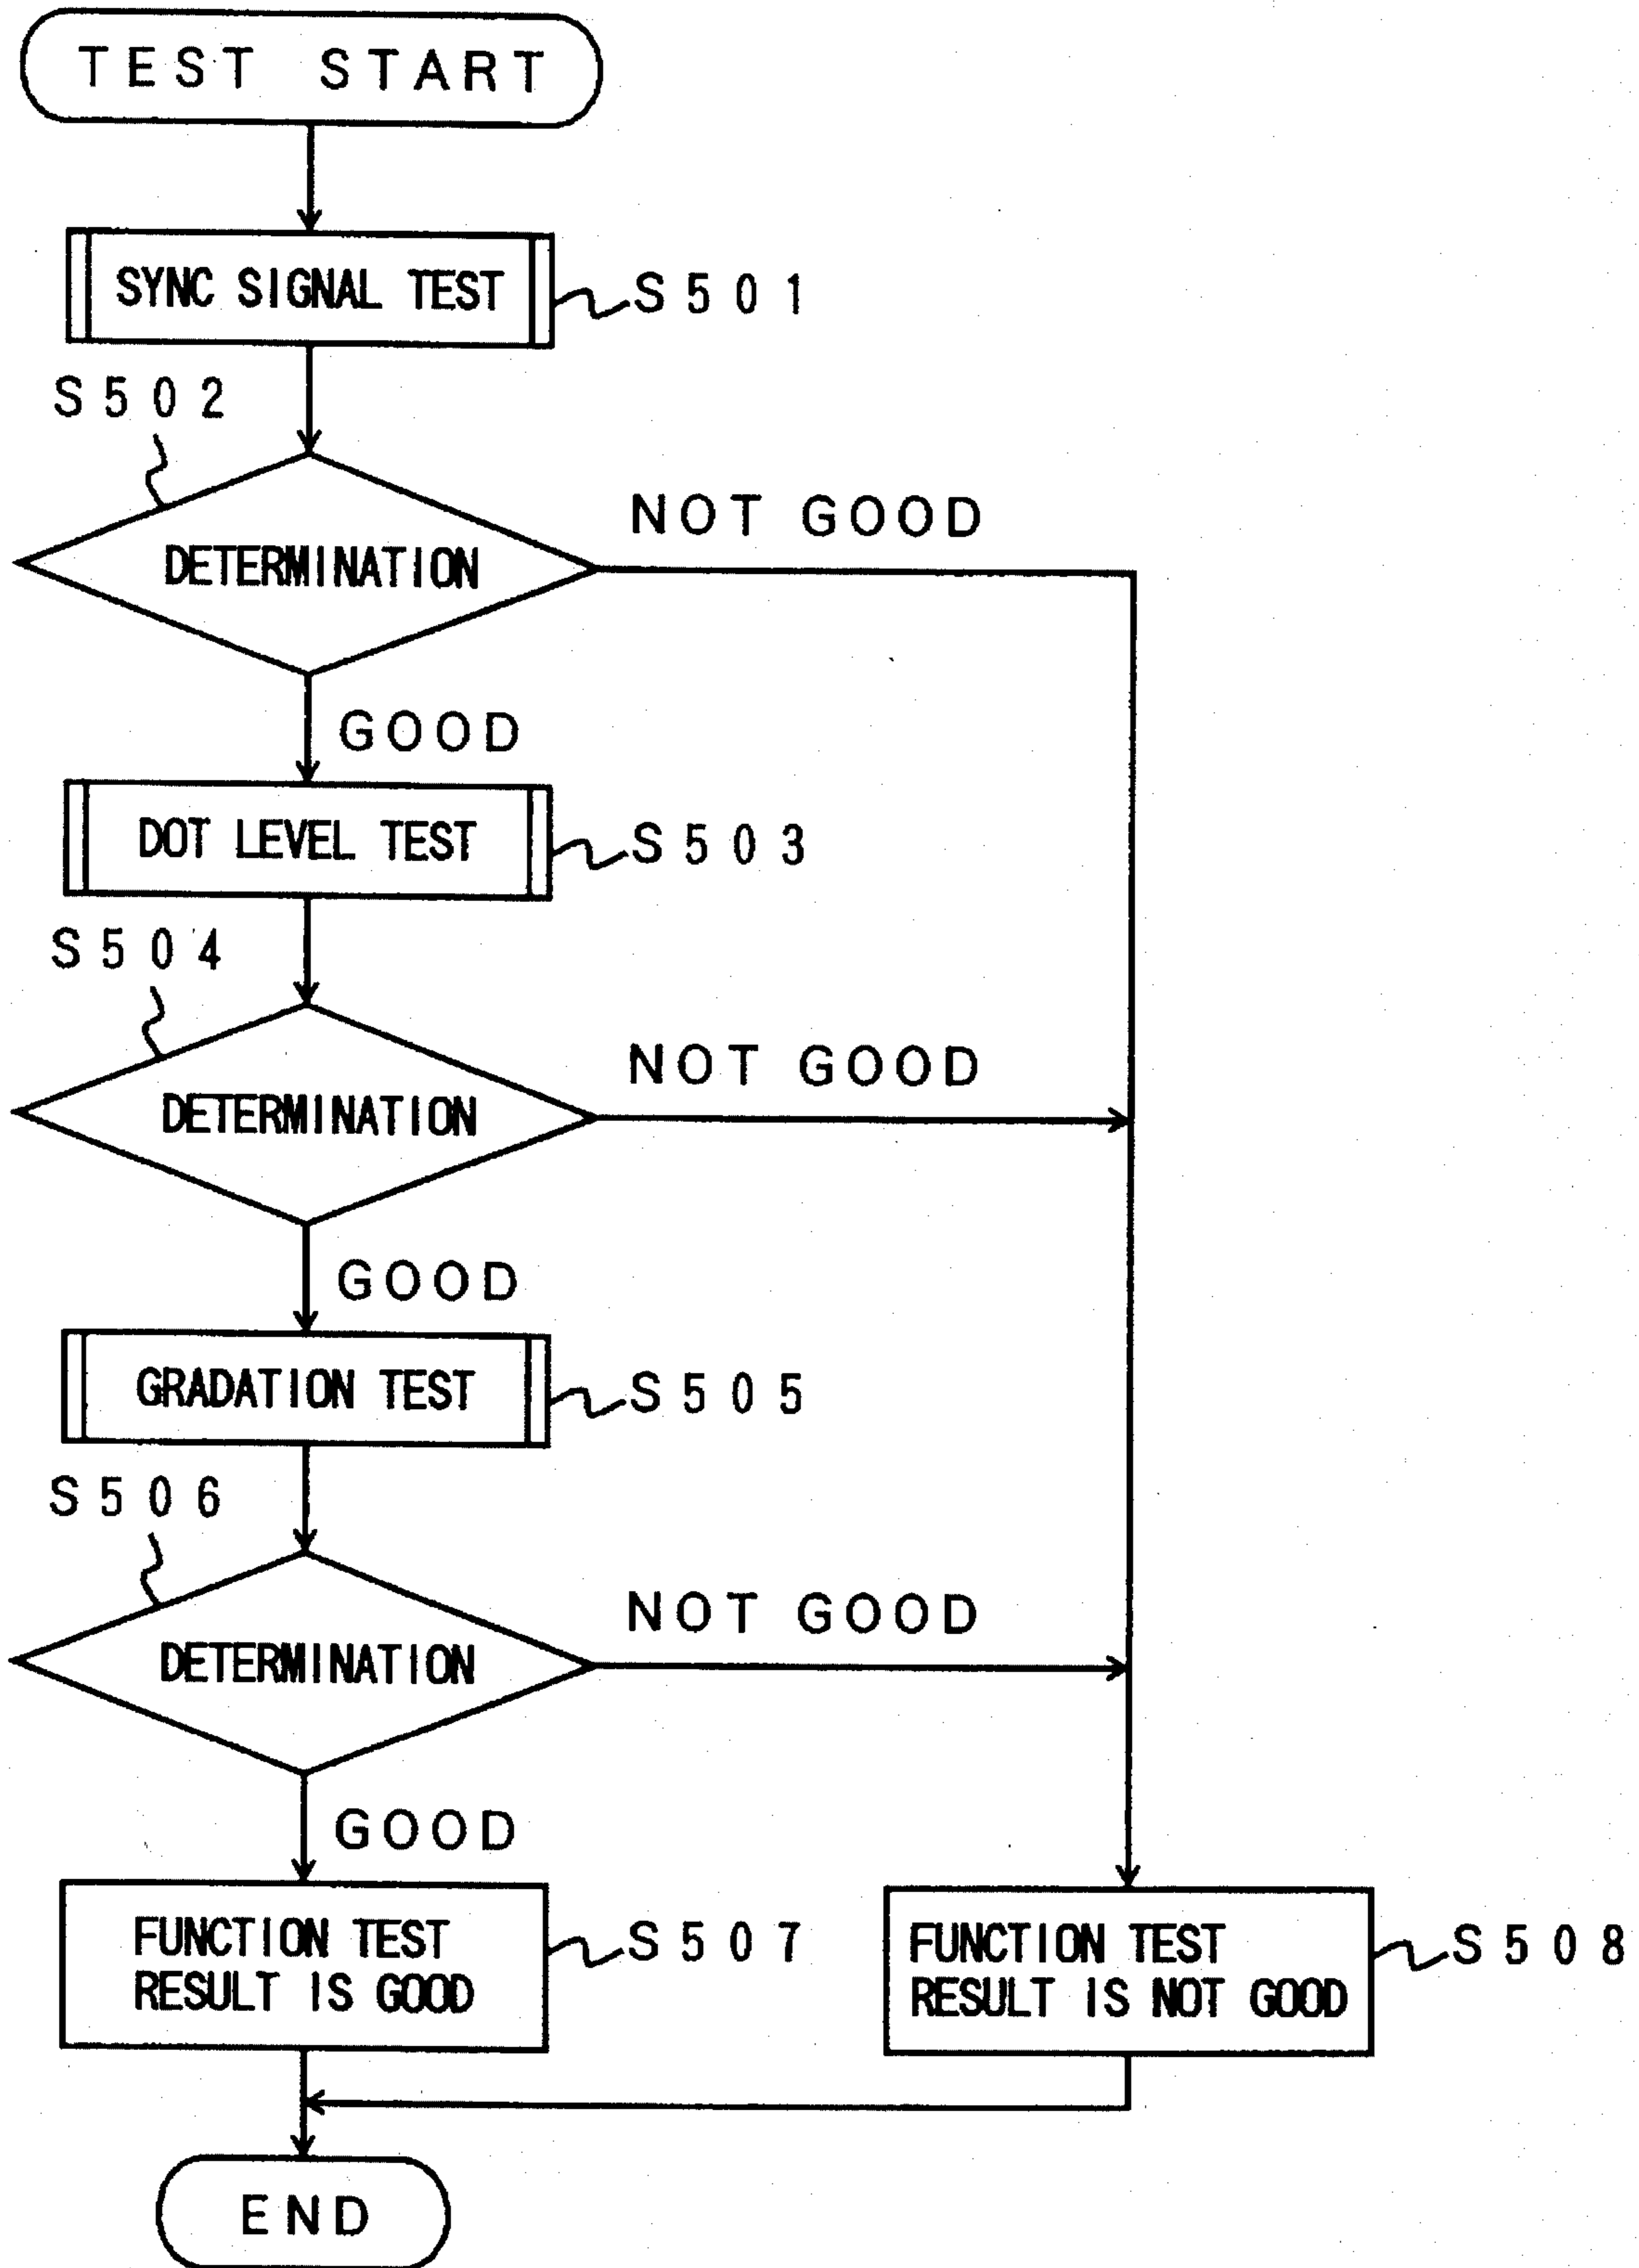 TEST START
SYNC SIGNAL TEST
S501
S502
NOT GOOD
DETERMINATION
GOOD
DOT LEVEL TEST
S503
S504
NOT GOOD
DETERMINATION
GOOD
GRADATION TEST
S505
S506
NOT GOOD
DETERMINATION
GOOD
FUNCTION TEST
RESULT IS GOOD
S507
FUNCTION TEST
RESULT IS NOT GOOD
S508
END